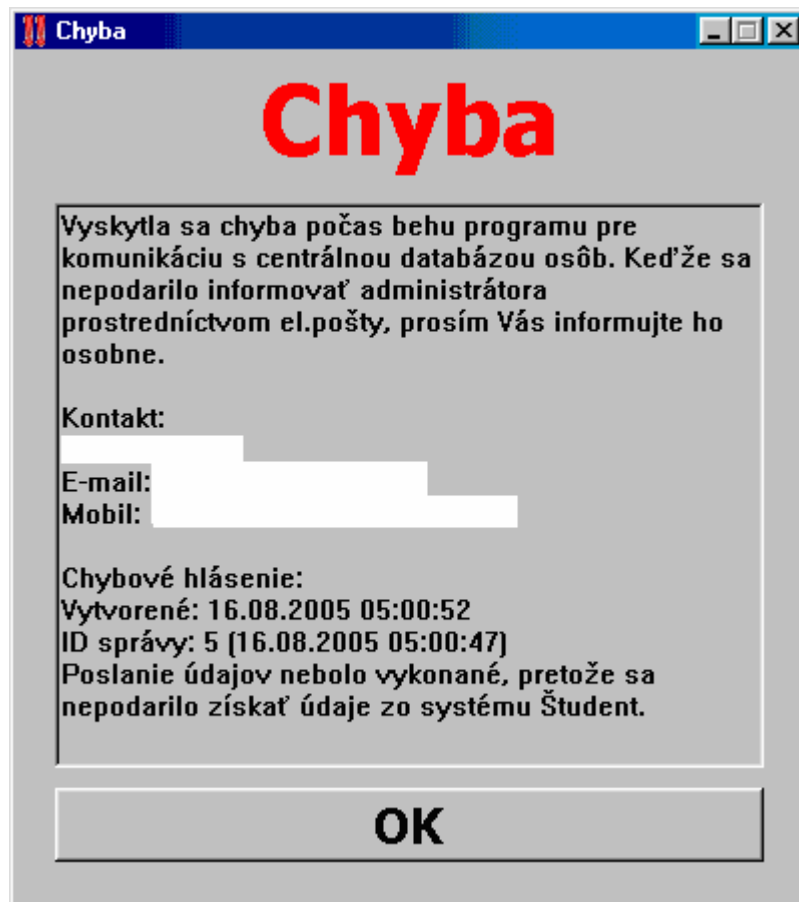 Chyba
Chyba
Vyskytla sa chyba počas behu programu pre
komunikáciu s centrálnou databázou osôb. Keďže sa
nepodarilo informovať administrátora
prostredníctvom el.pošty, prosím Vás informujte ho
osobne.
Kontakt:
E-mail:
Mobil:
Chybové hlásenie:
Vytvorené: 16.08.2005 05:00:52
ID správy: 5 (16.08.2005 05:00:47)
Poslanie údajov nebolo vykonané, pretože sa
nepodarilo získať údaje zo systému Študent.
OK